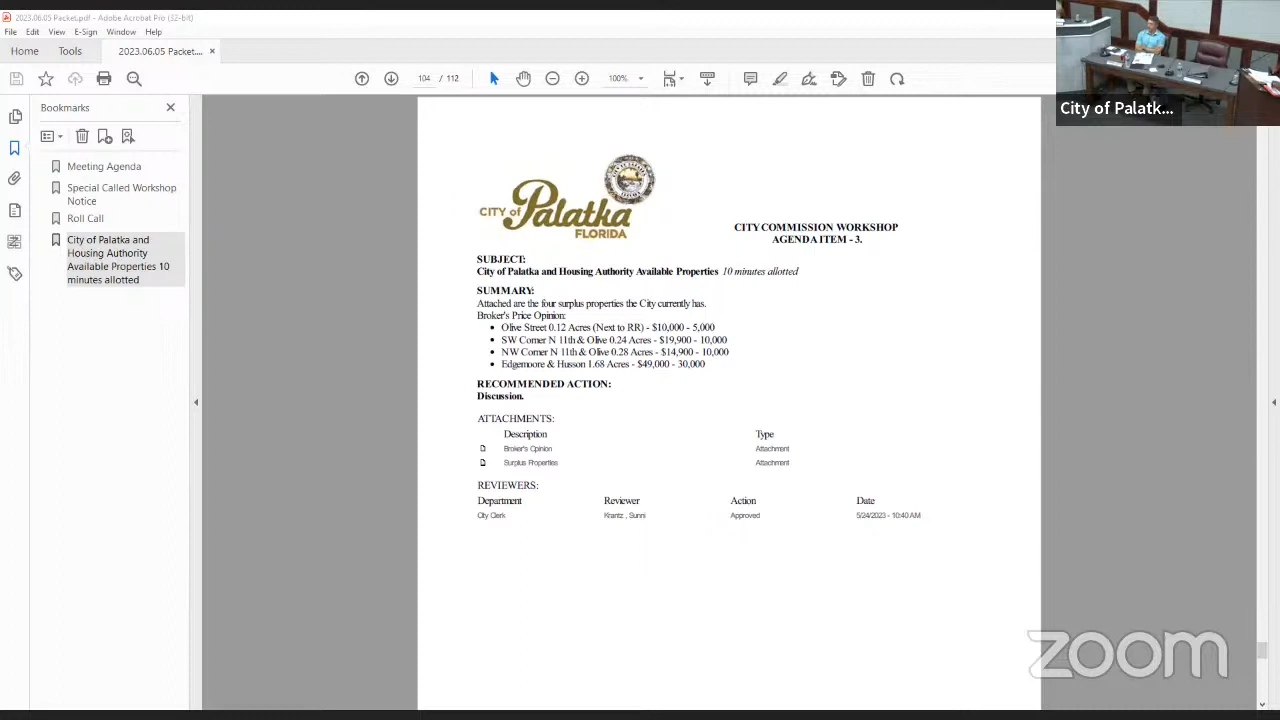 2023.06.05 Packet.pdf - Adobe Acrobat Pro (32-bit)
File Edit View E-Sign Window Help
Home Tools 2023.06.05 Packet.... ×
104 / 112 100%
Bookmarks
Meeting Agenda
Special Called Workshop
Notice
Roll Call
City of Palatka and
Housing Authority
Available Properties 10
minutes allotted
CITY of Palatka
FLORIDA
CITY COMMISSION WORKSHOP
AGENDA ITEM - 3.
SUBJECT:
City of Palatka and Housing Authority Available Properties 10 minutes allotted
SUMMARY:
Attached are the four surplus properties the City currently has.
Broker's Price Opinion:
• Olive Street 0.12 Acres (Next to RR) - $10,000 - 5,000
• SW Corner N 11th & Olive 0.24 Acres - $19,900 - 10,000
• NW Corner N 11th & Olive 0.28 Acres - $14,900 - 10,000
• Edgemoore & Husson 1.68 Acres - $49,000 - 30,000
RECOMMENDED ACTION:
Discussion.
ATTACHMENTS:
Description Type
Broker's Opinion Attachment
Surplus Properties Attachment
REVIEWERS:
Department Reviewer Action Date
City Clerk Krantz , Sunni Approved 5/24/2023 - 10:40 AM
City of Palatk...
zoom